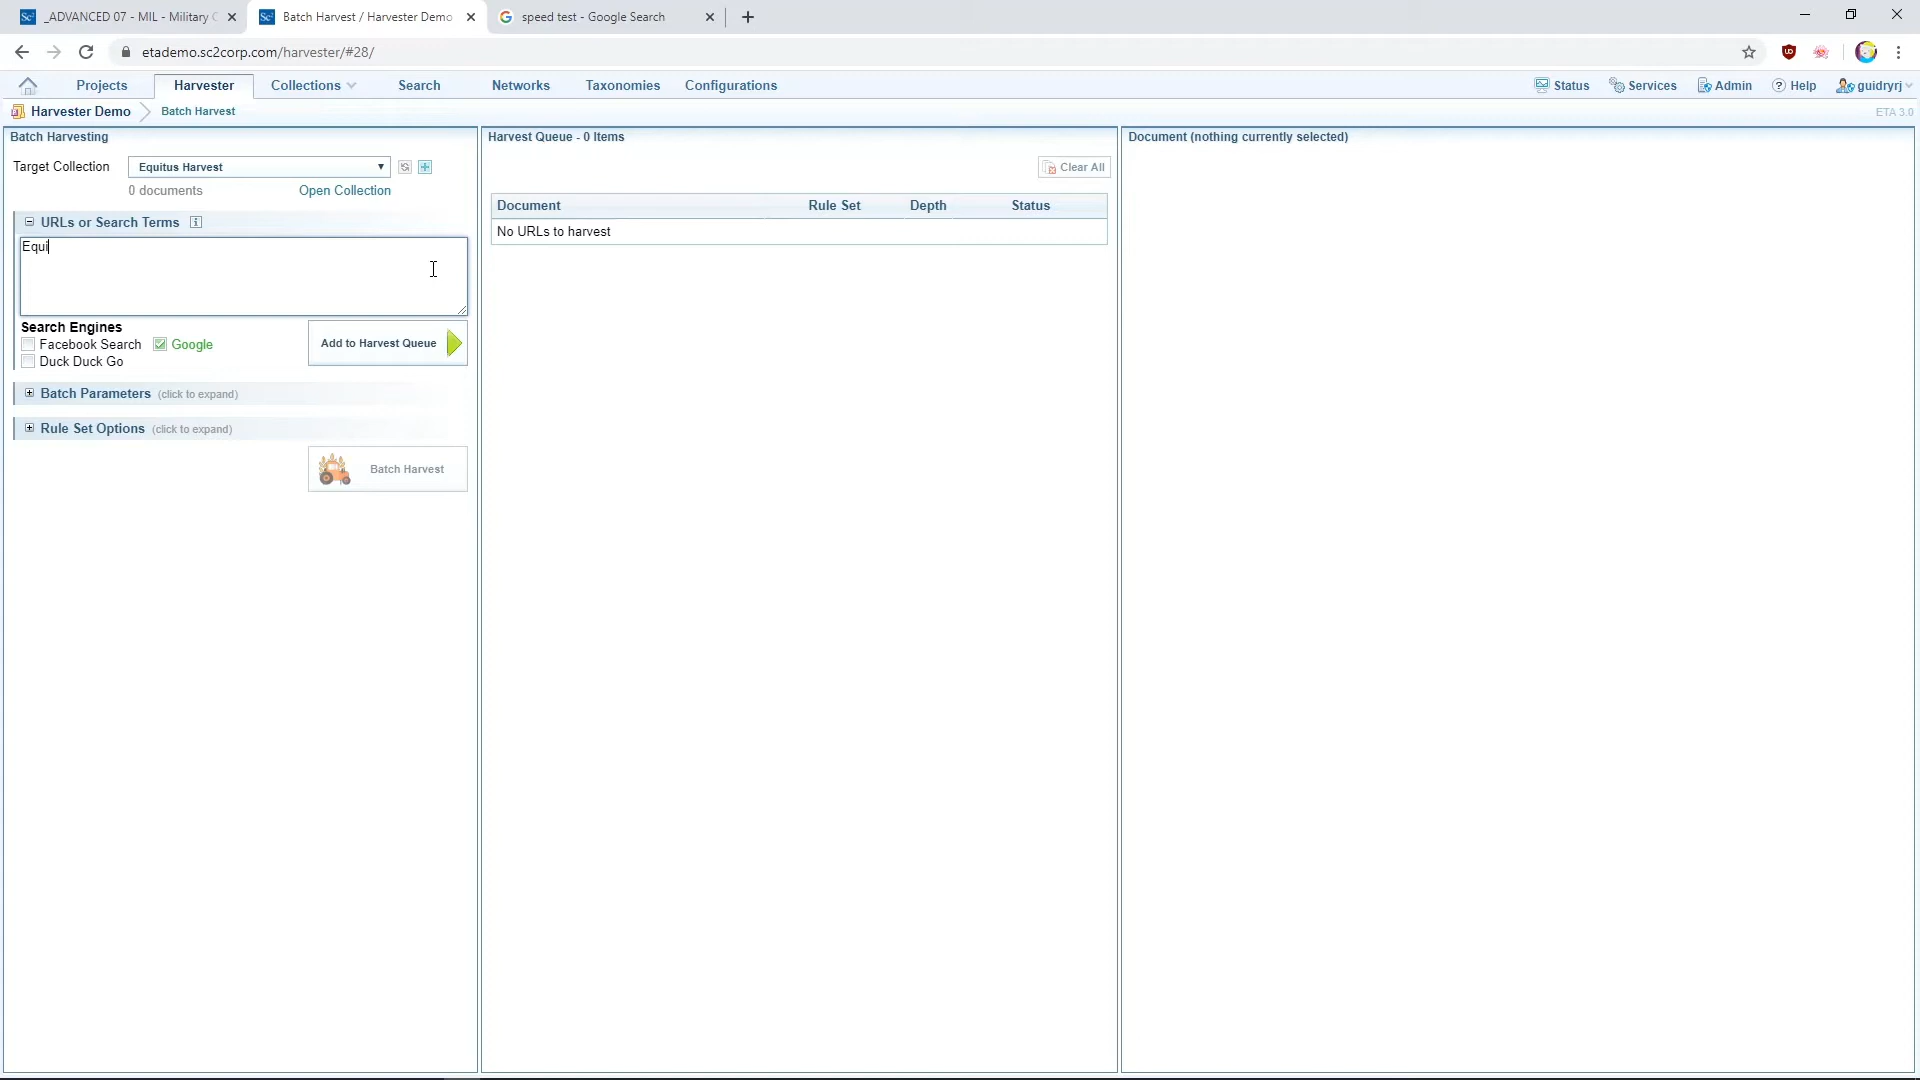 _ADVANCED 07 - MIL - Military C
Batch Harvest / Harvester Demo
speed test - Google Search
etademo.sc2corp.com/harvester/#28/
Projects
Harvester
Collections
Search
Networks
Taxonomies
Configurations
Status
Services
Admin
Help
guidryrj
Harvester Demo
Batch Harvest
ETA 3.0
Batch Harvesting
Target Collection
Equitus Harvest
0 documents
Open Collection
URLs or Search Terms
Equi
Search Engines
Facebook Search
Google
Duck Duck Go
Add to Harvest Queue
Batch Parameters (click to expand)
Rule Set Options (click to expand)
Batch Harvest
Harvest Queue - 0 Items
Clear All
Document Rule Set Depth Status
No URLs to harvest
Document (nothing currently selected)